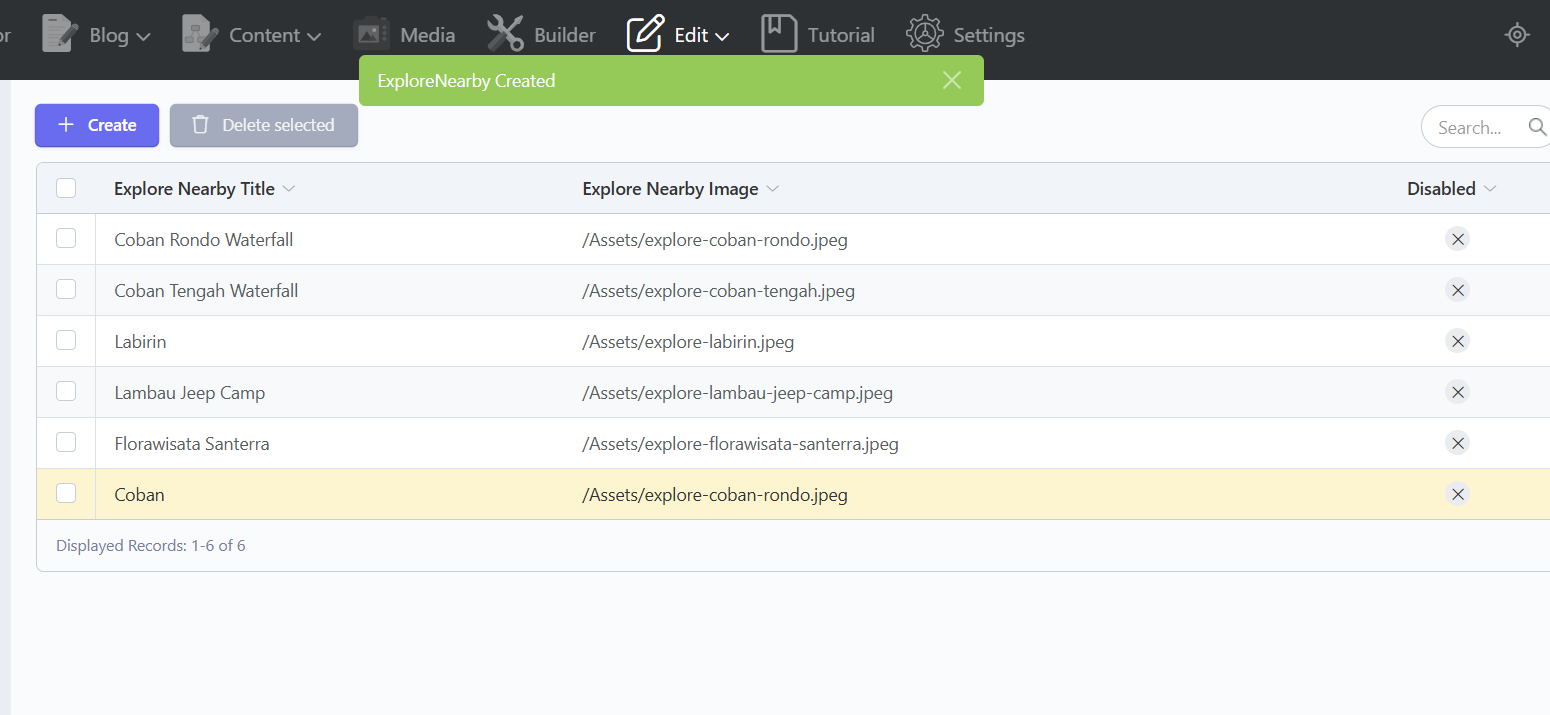 Blog Content Media Builder Edit Tutorial Settings
ExploreNearby Created
Create Delete selected Search...
Explore Nearby Title Explore Nearby Image Disabled
Coban Rondo Waterfall /Assets/explore-coban-rondo.jpeg
Coban Tengah Waterfall /Assets/explore-coban-tengah.jpeg
Labirin /Assets/explore-labirin.jpeg
Lambau Jeep Camp /Assets/explore-lambau-jeep-camp.jpeg
Florawisata Santerra /Assets/explore-florawisata-santerra.jpeg
Coban /Assets/explore-coban-rondo.jpeg
Displayed Records: 1-6 of 6